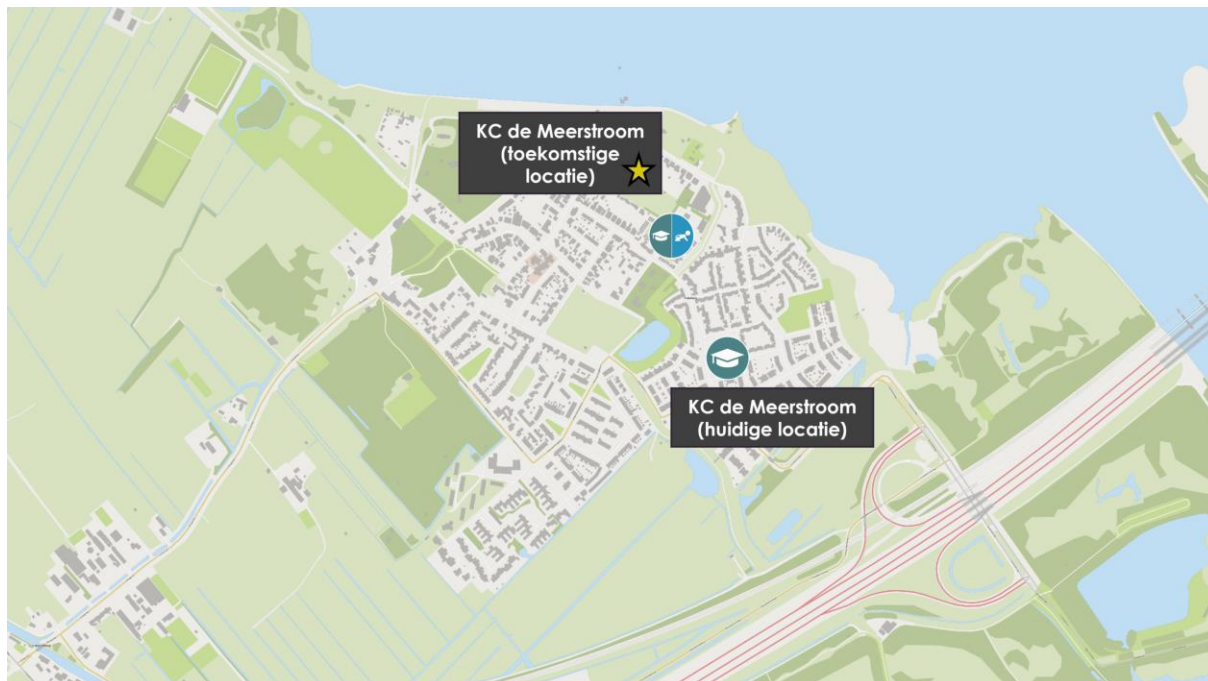 KC de Meerstroom
(toekomstige
locatie)
KC de Meerstroom
(huidige locatie)